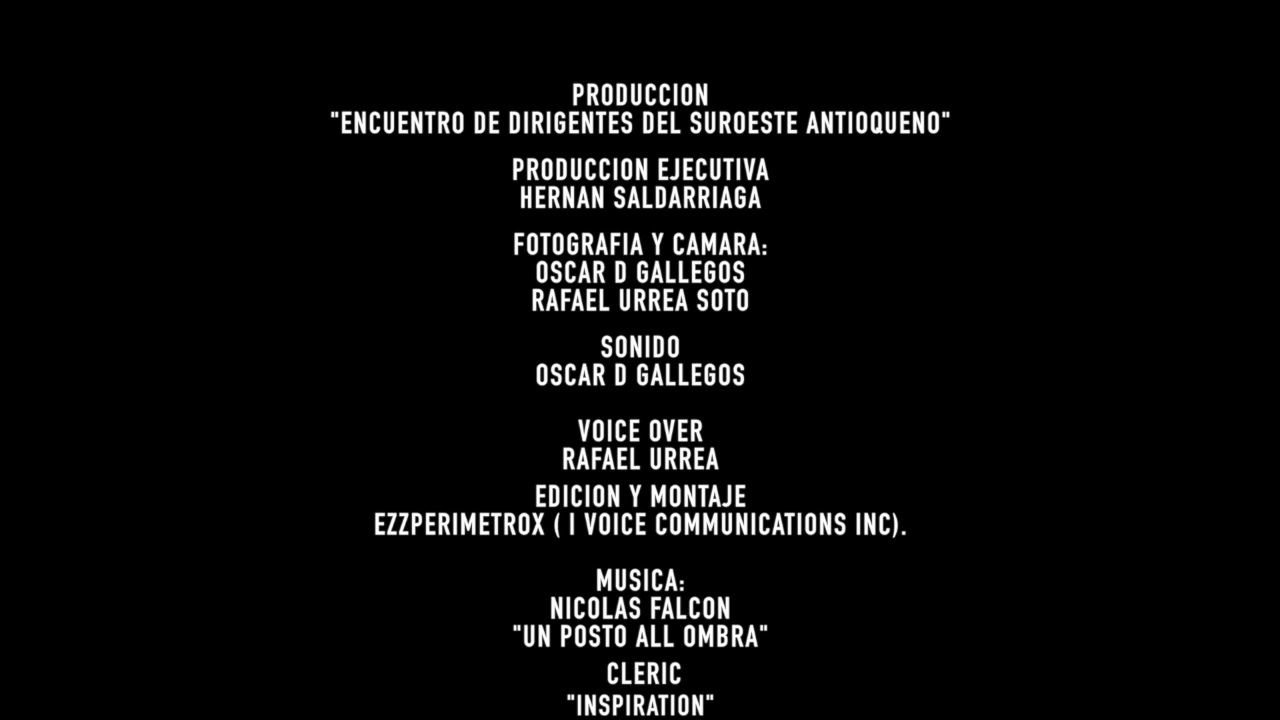 PRODUCCION
"ENCUENTRO DE DIRIGENTES DEL SUROESTE ANTIOQUENO"
PRODUCCION EJECUTIVA
HERNAN SALDARRIAGA
FOTOGRAFIA Y CAMARA:
OSCAR D GALLEGOS
RAFAEL URREA SOTO
SONIDO
OSCAR D GALLEGOS
VOICE OVER
RAFAEL URREA
EDICION Y MONTAJE
EZZPERIMETROX ( I VOICE COMMUNICATIONS INC).
MUSICA:
NICOLAS FALCON
"UN POSTO ALL OMBRA"
CLERIC
"INSPIRATION"